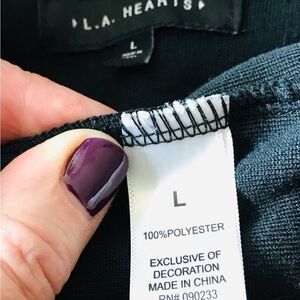 L.A. HEARTS
L
L
100%POLYESTER
EXCLUSIVE OF
DECORATION
MADE IN CHINA
RN# 090233